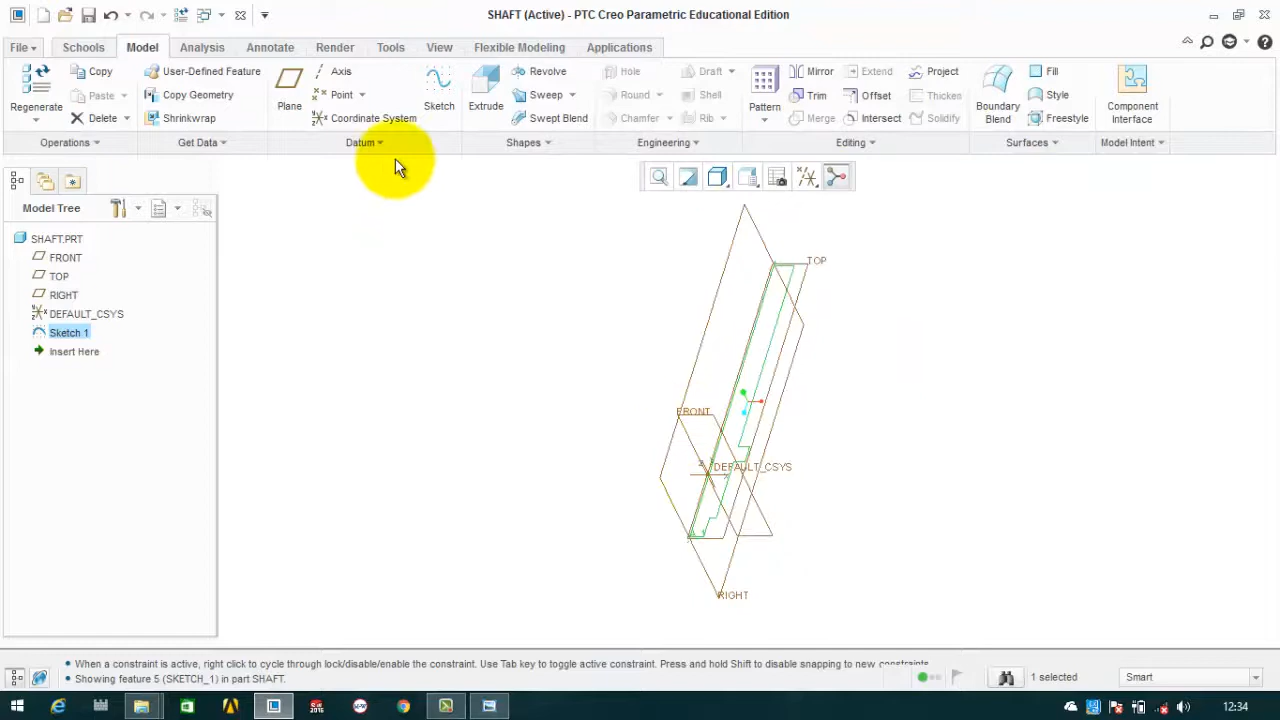 SHAFT (Active) - PTC Creo Parametric Educational Edition
File Schools Model Analysis Annotate Render Tools View Flexible Modeling Applications
Regenerate Copy Paste Delete
User-Defined Feature Copy Geometry Shrinkwrap
Plane Axis Point Coordinate System Sketch
Extrude Revolve Sweep Swept Blend
Hole Round Chamfer Draft Shell Rib
Pattern Mirror Trim Merge Extend Offset Intersect Project Thicken Solidify
Boundary Blend Fill Style Freestyle
Component Interface
Operations Get Data Datum Shapes Engineering Editing Surfaces Model Intent
Model Tree
SHAFT.PRT
FRONT
TOP
RIGHT
DEFAULT_CSYS
Sketch 1
Insert Here
TOP
FRONT
DEFAULT_CSYS
RIGHT
• When a constraint is active, right click to cycle through lock/disable/enable the constraint. Use Tab key to toggle active constraint. Press and hold Shift to disable snapping to new constraints.
• Showing feature 5 (SKETCH_1) in part SHAFT.
1 selected
Smart
2016
12:34